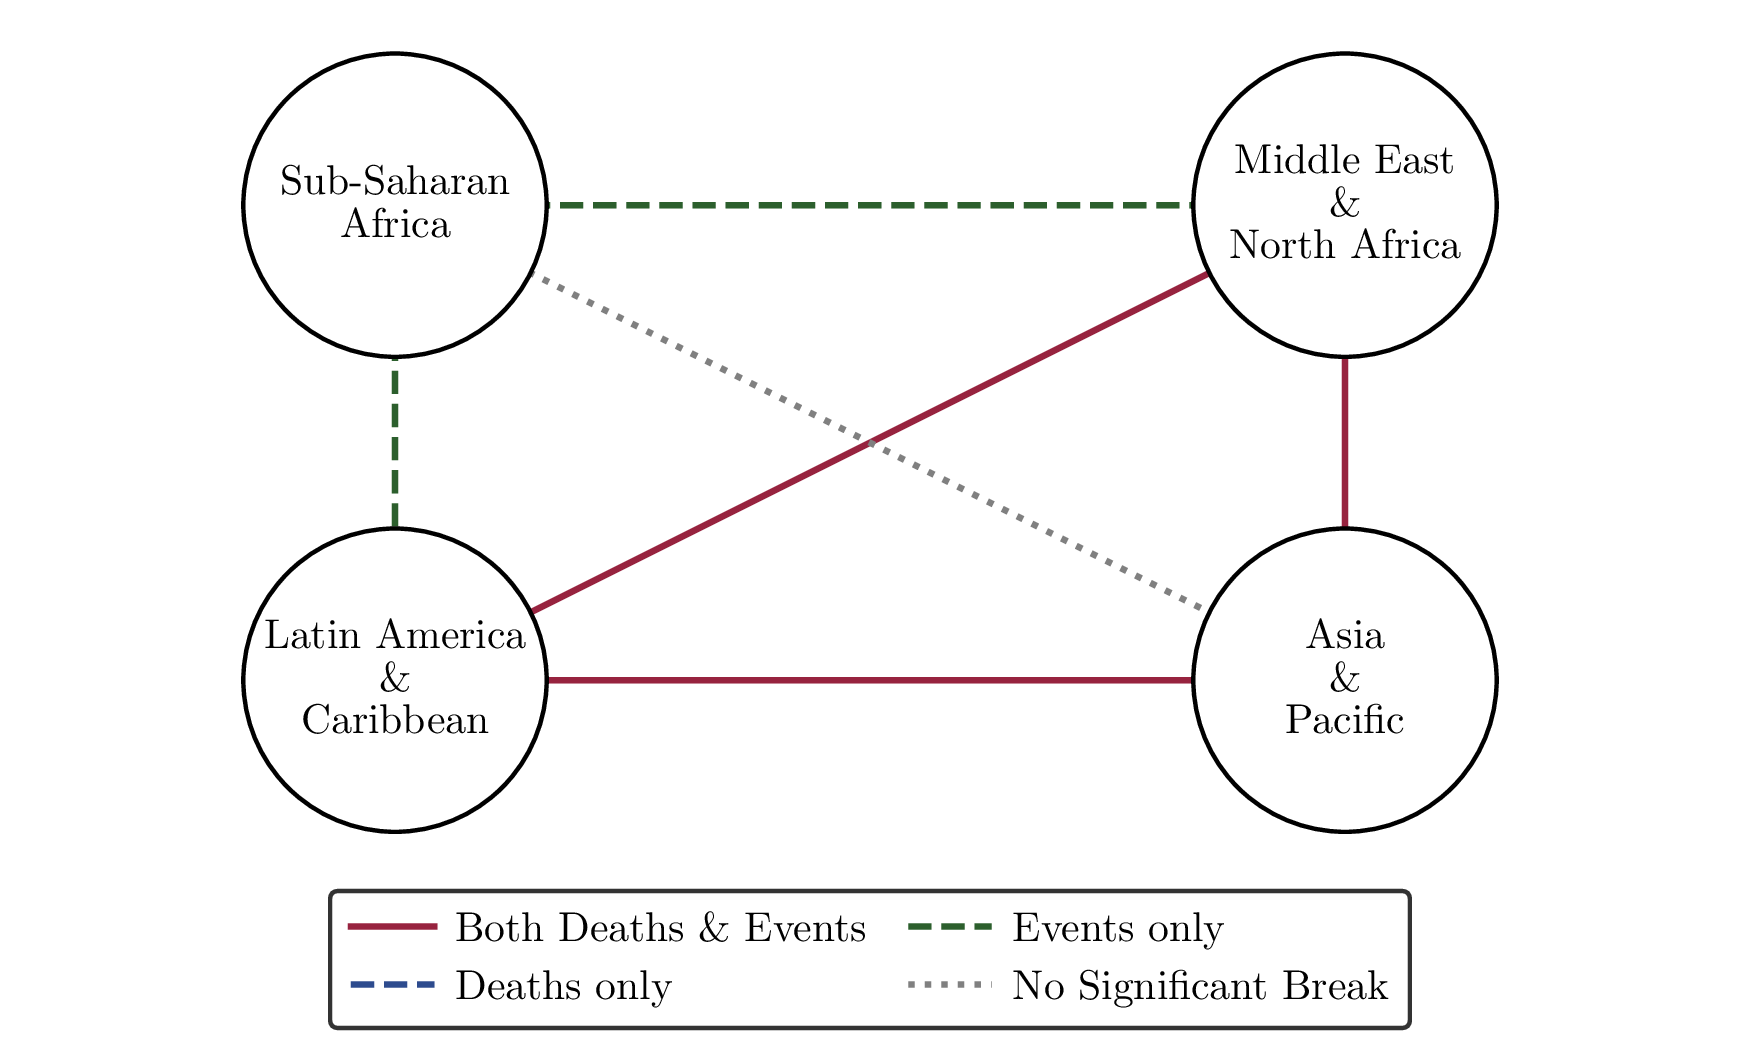 Sub-Saharan
Africa
Middle East
&
North Africa
Latin America
&
Caribbean
Asia
&
Pacific
Both Deaths & Events
Deaths only
Events only
No Significant Break